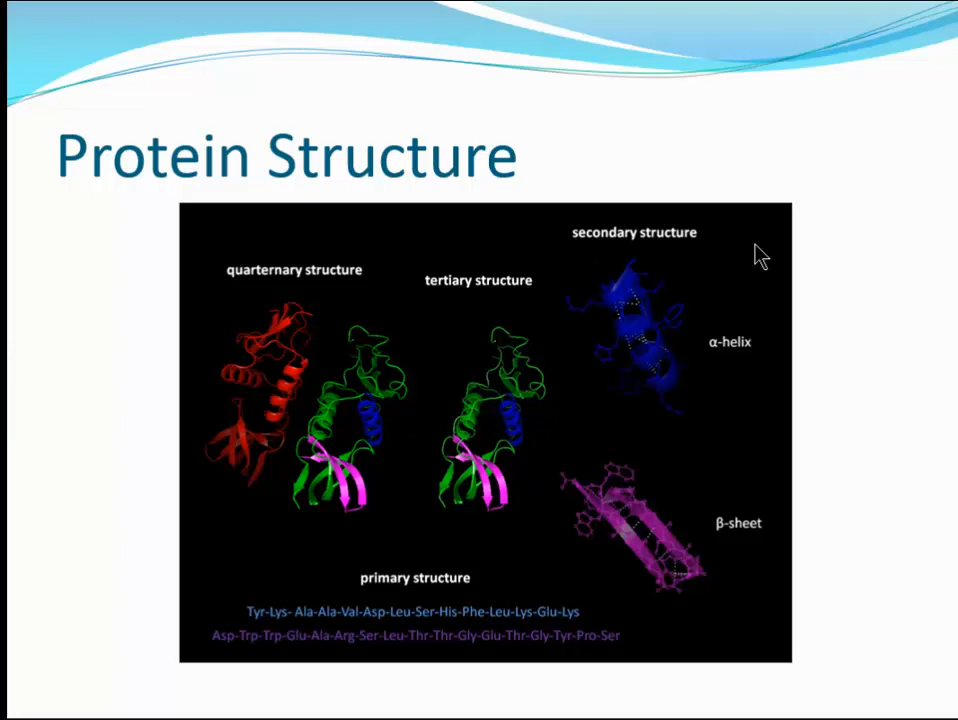 Protein Structure
secondary structure
quarternary structure
tertiary structure
α-helix
β-sheet
primary structure
Tyr-Lys- Ala-Ala-Val-Asp-Leu-Ser-His-Phe-Leu-Lys-Glu-Lys
Asp-Trp-Trp-Glu-Ala-Arg-Ser-Leu-Thr-Thr-Gly-Glu-Thr-Gly-Tyr-Pro-Ser